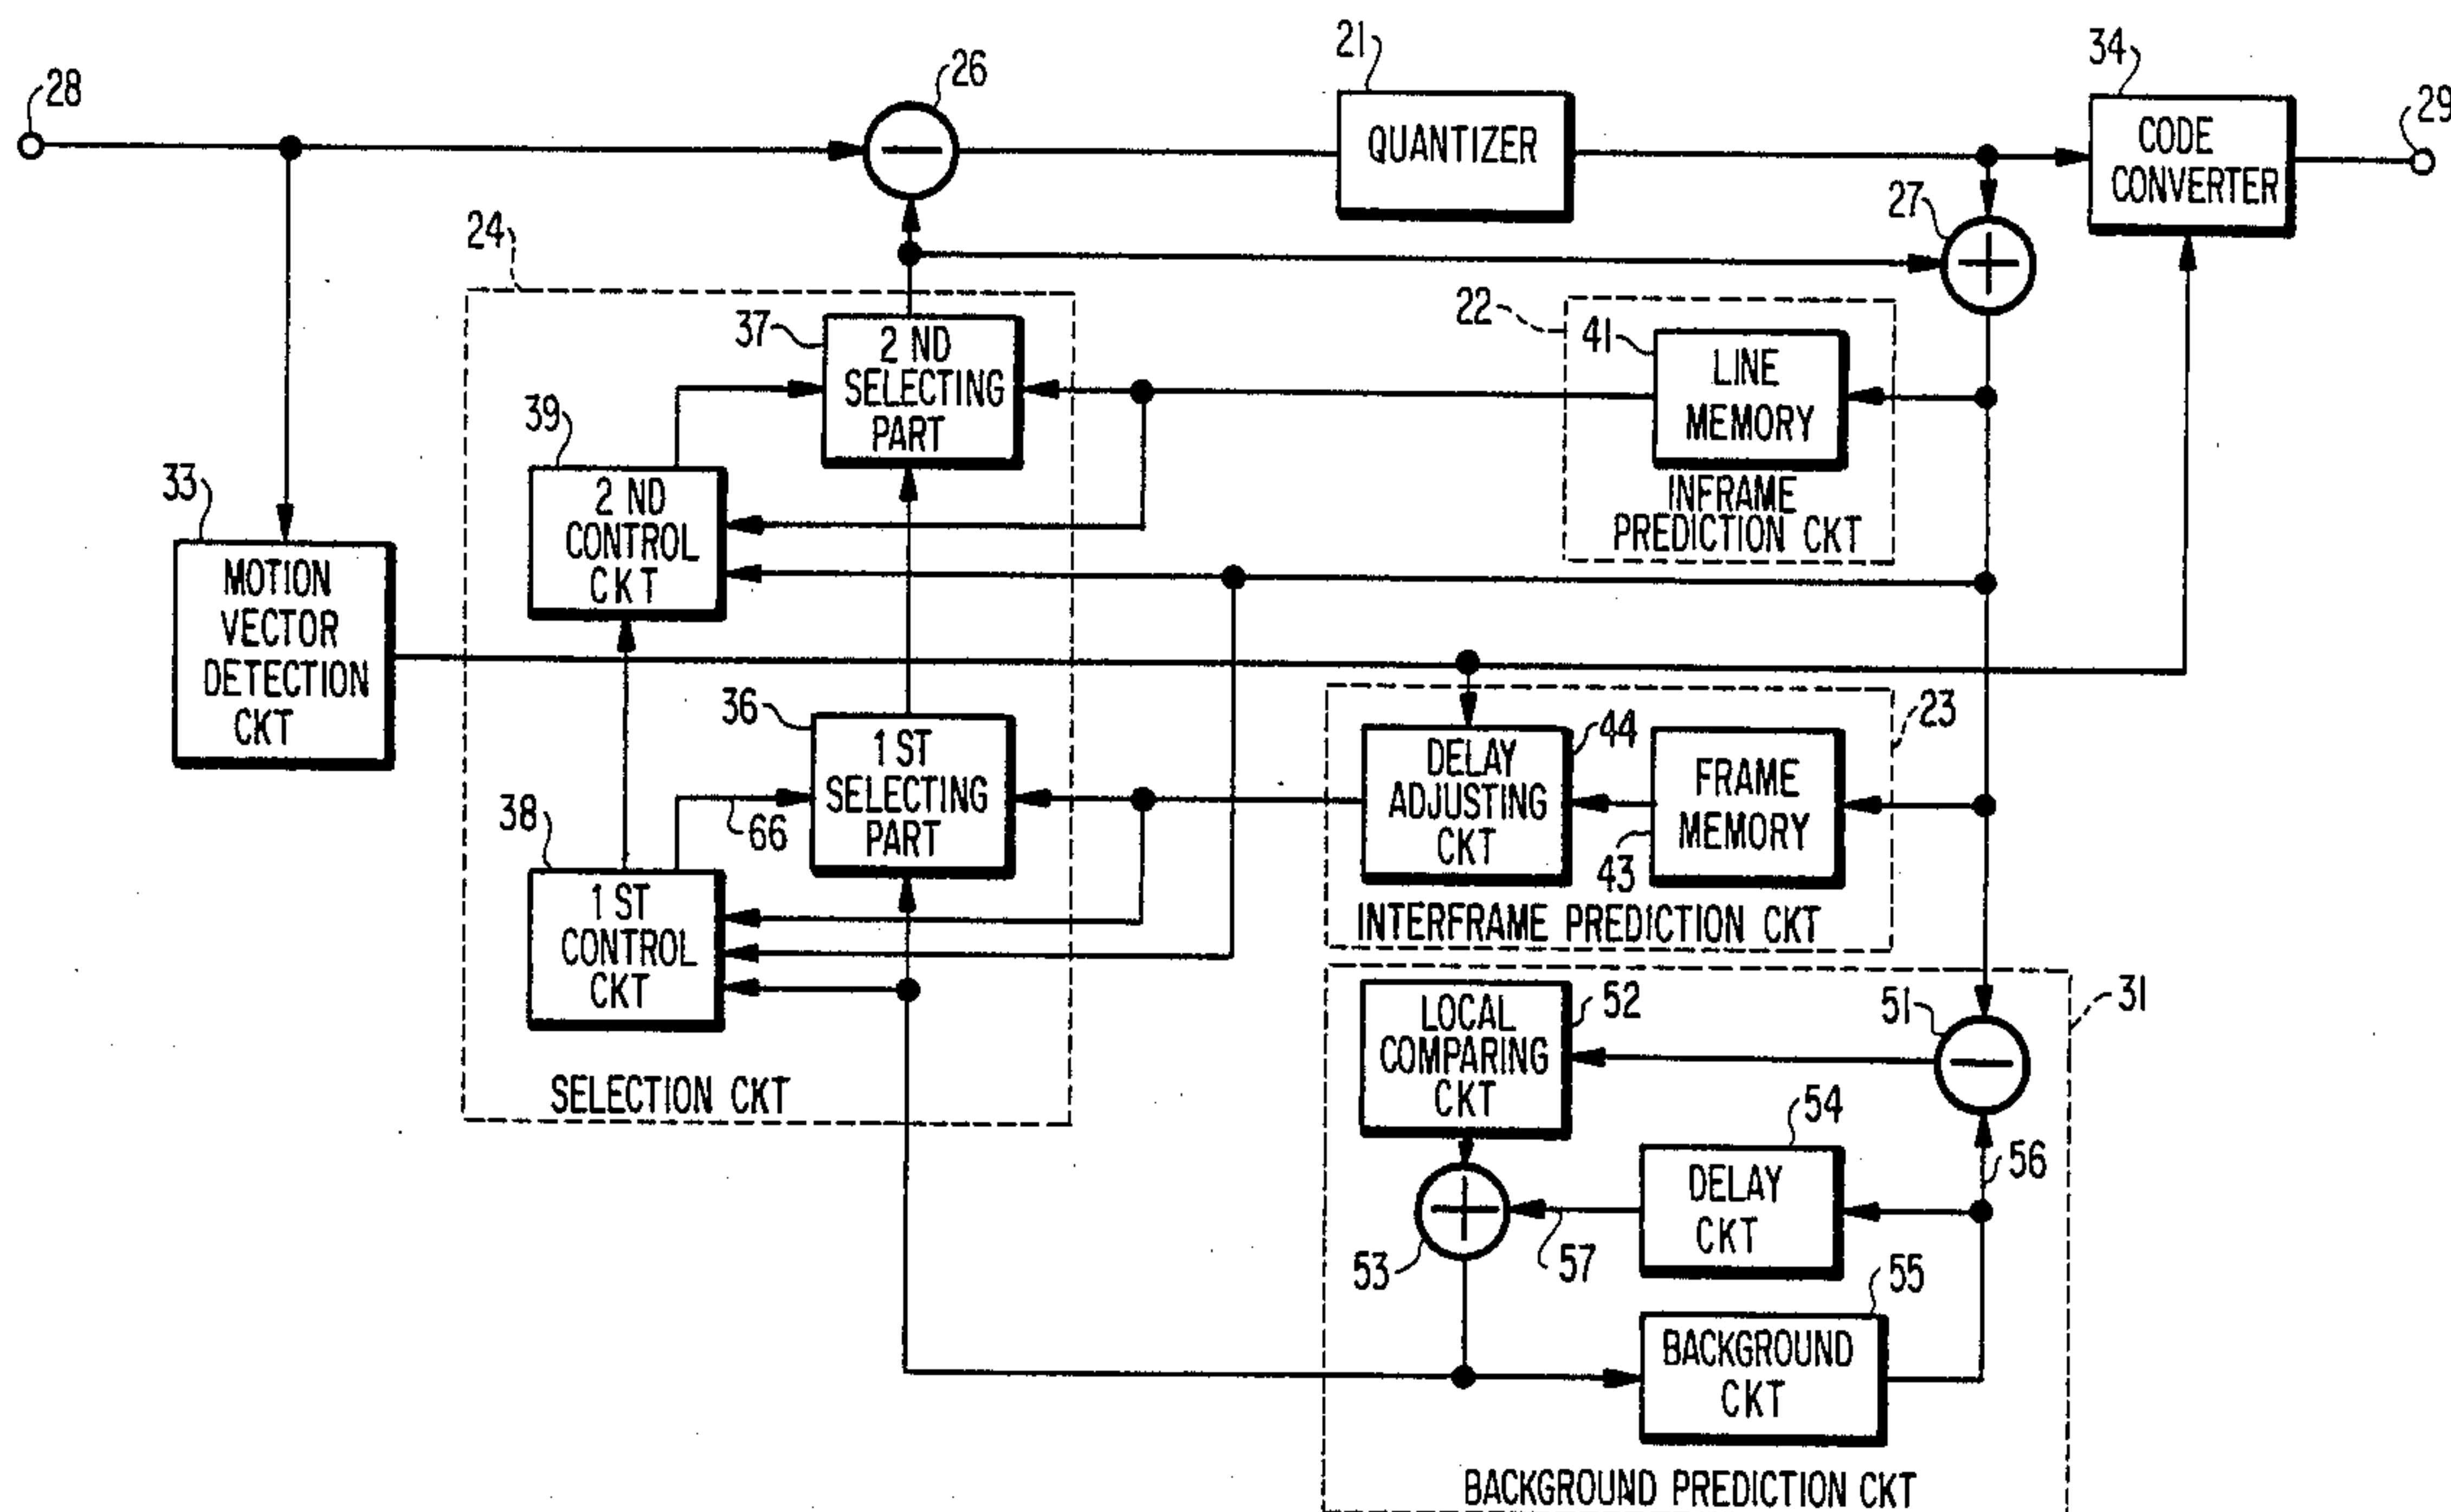 28
26
21
QUANTIZER
34
CODE
CONVERTER
29
27
24
37
2 ND
SELECTING
PART
22
41
LINE
MEMORY
INFRAME
PREDICTION CKT
39
2 ND
CONTROL
CKT
33
MOTION
VECTOR
DETECTION
CKT
36
1 ST
SELECTING
PART
66
38
1 ST
CONTROL
CKT
SELECTION CKT
44
DELAY
ADJUSTING
CKT
FRAME
MEMORY
43
23
INTERFRAME PREDICTION CKT
LOCAL
COMPARING
CKT
52
51
31
54
DELAY
CKT
56
53
57
55
BACKGROUND
CKT
BACKGROUND PREDICTION CKT